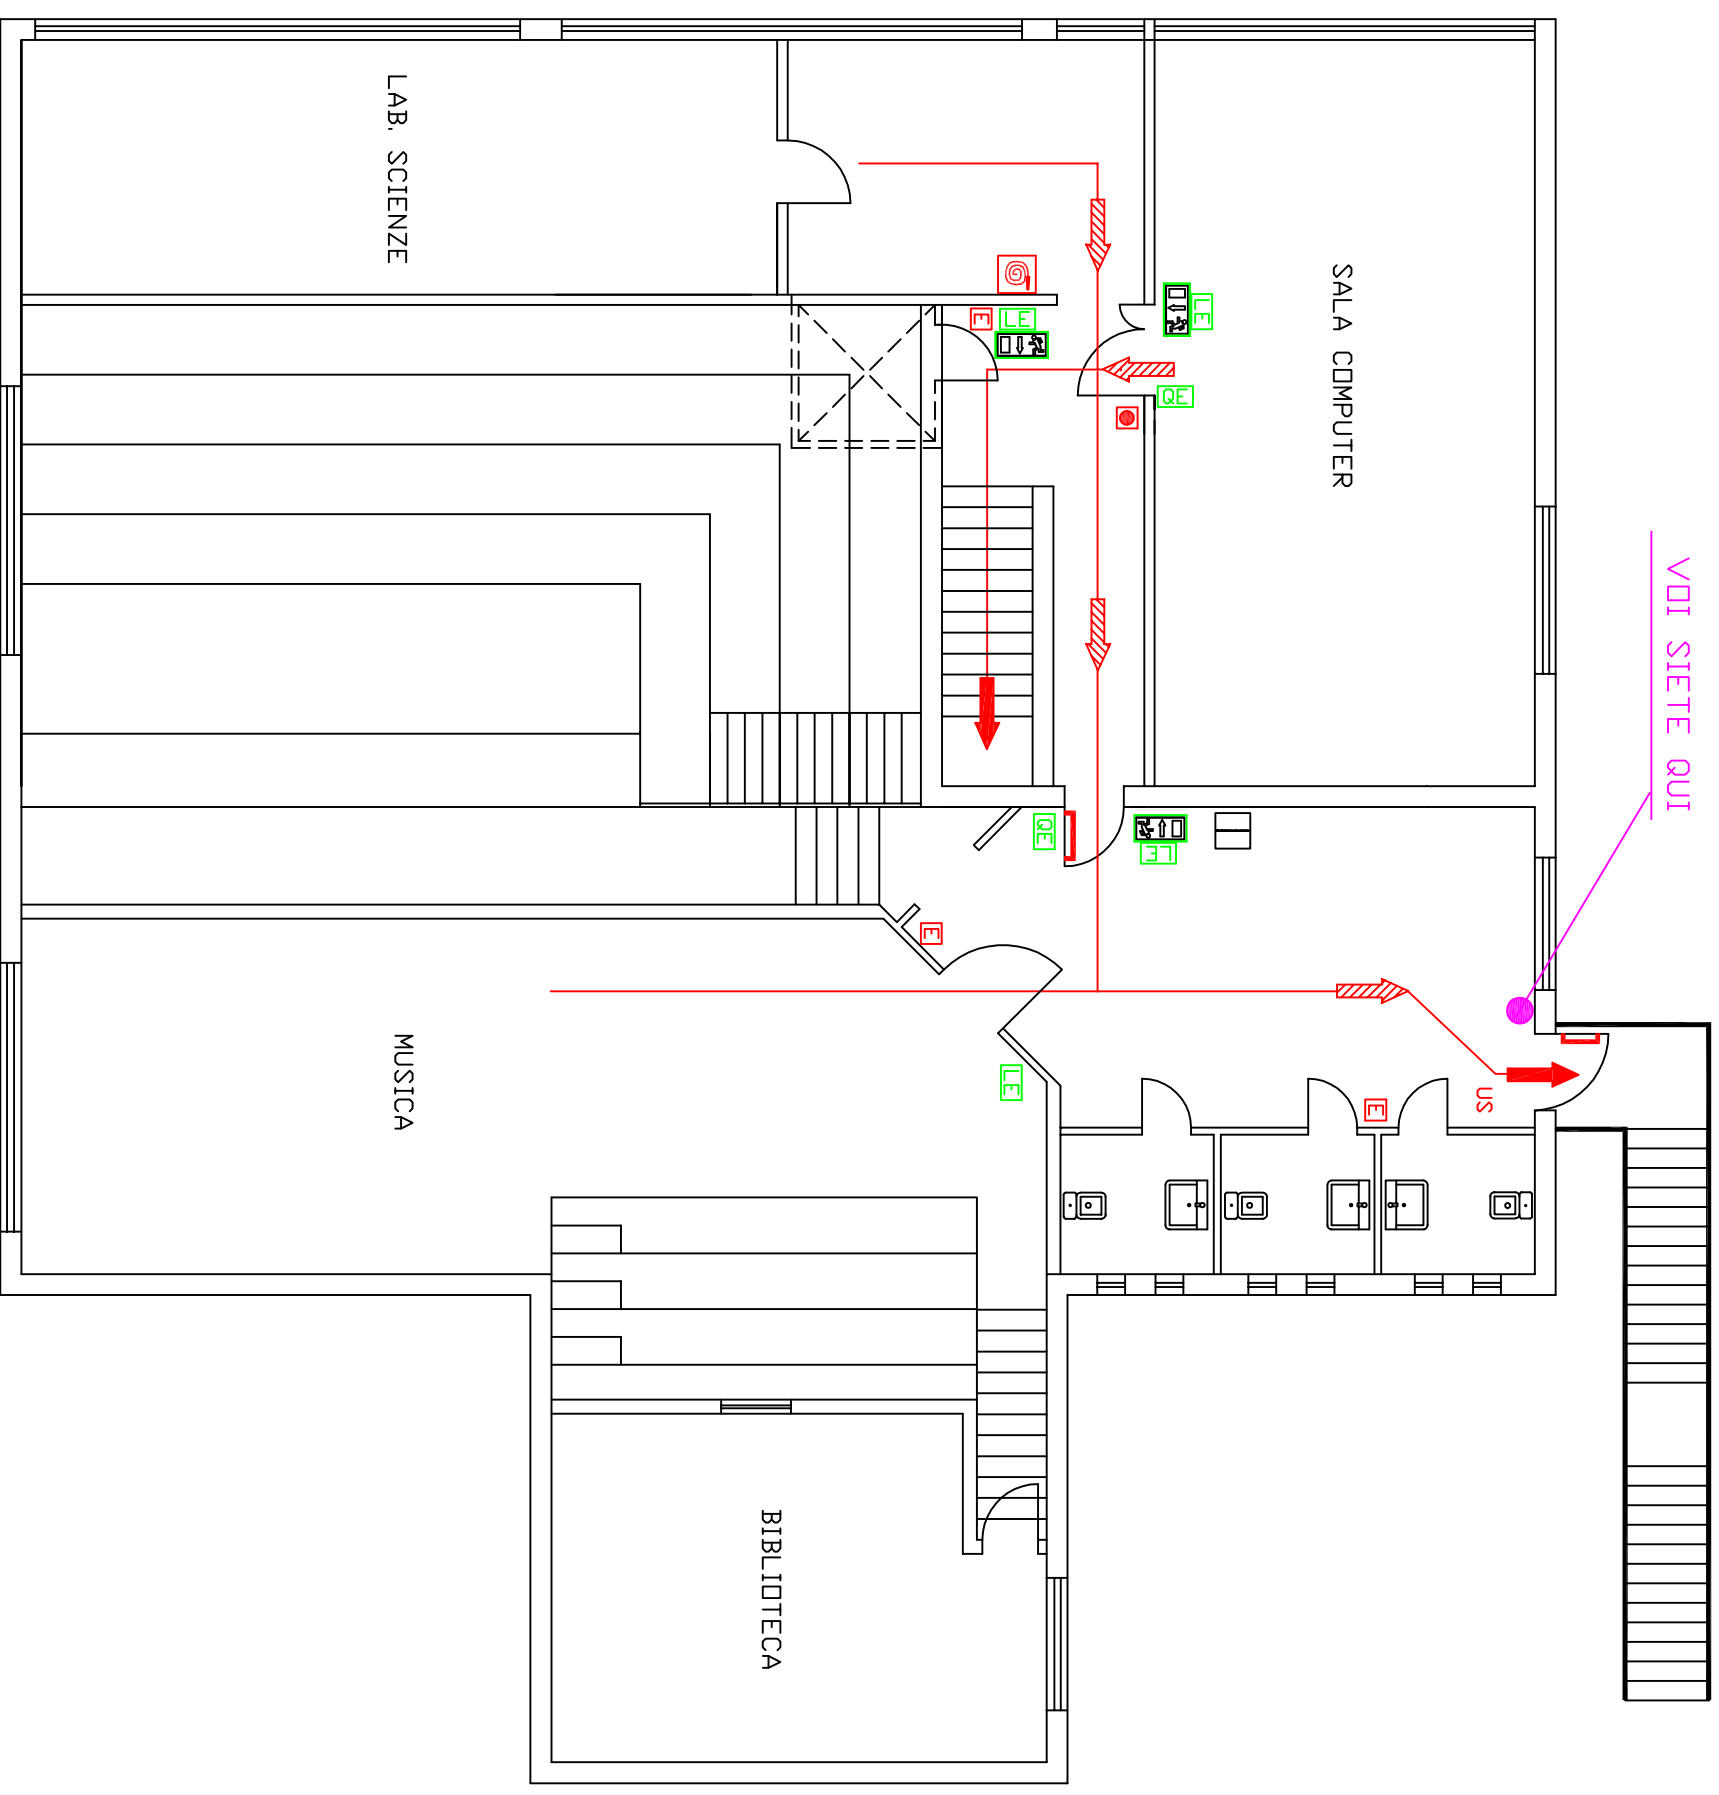 VOI SIETE QUI
SALA COMPUTER
LAB. SCIENZE
MUSICA
BIBLIOTECA
LE
QE
E
LE
QE
LE
E
LE
E
US